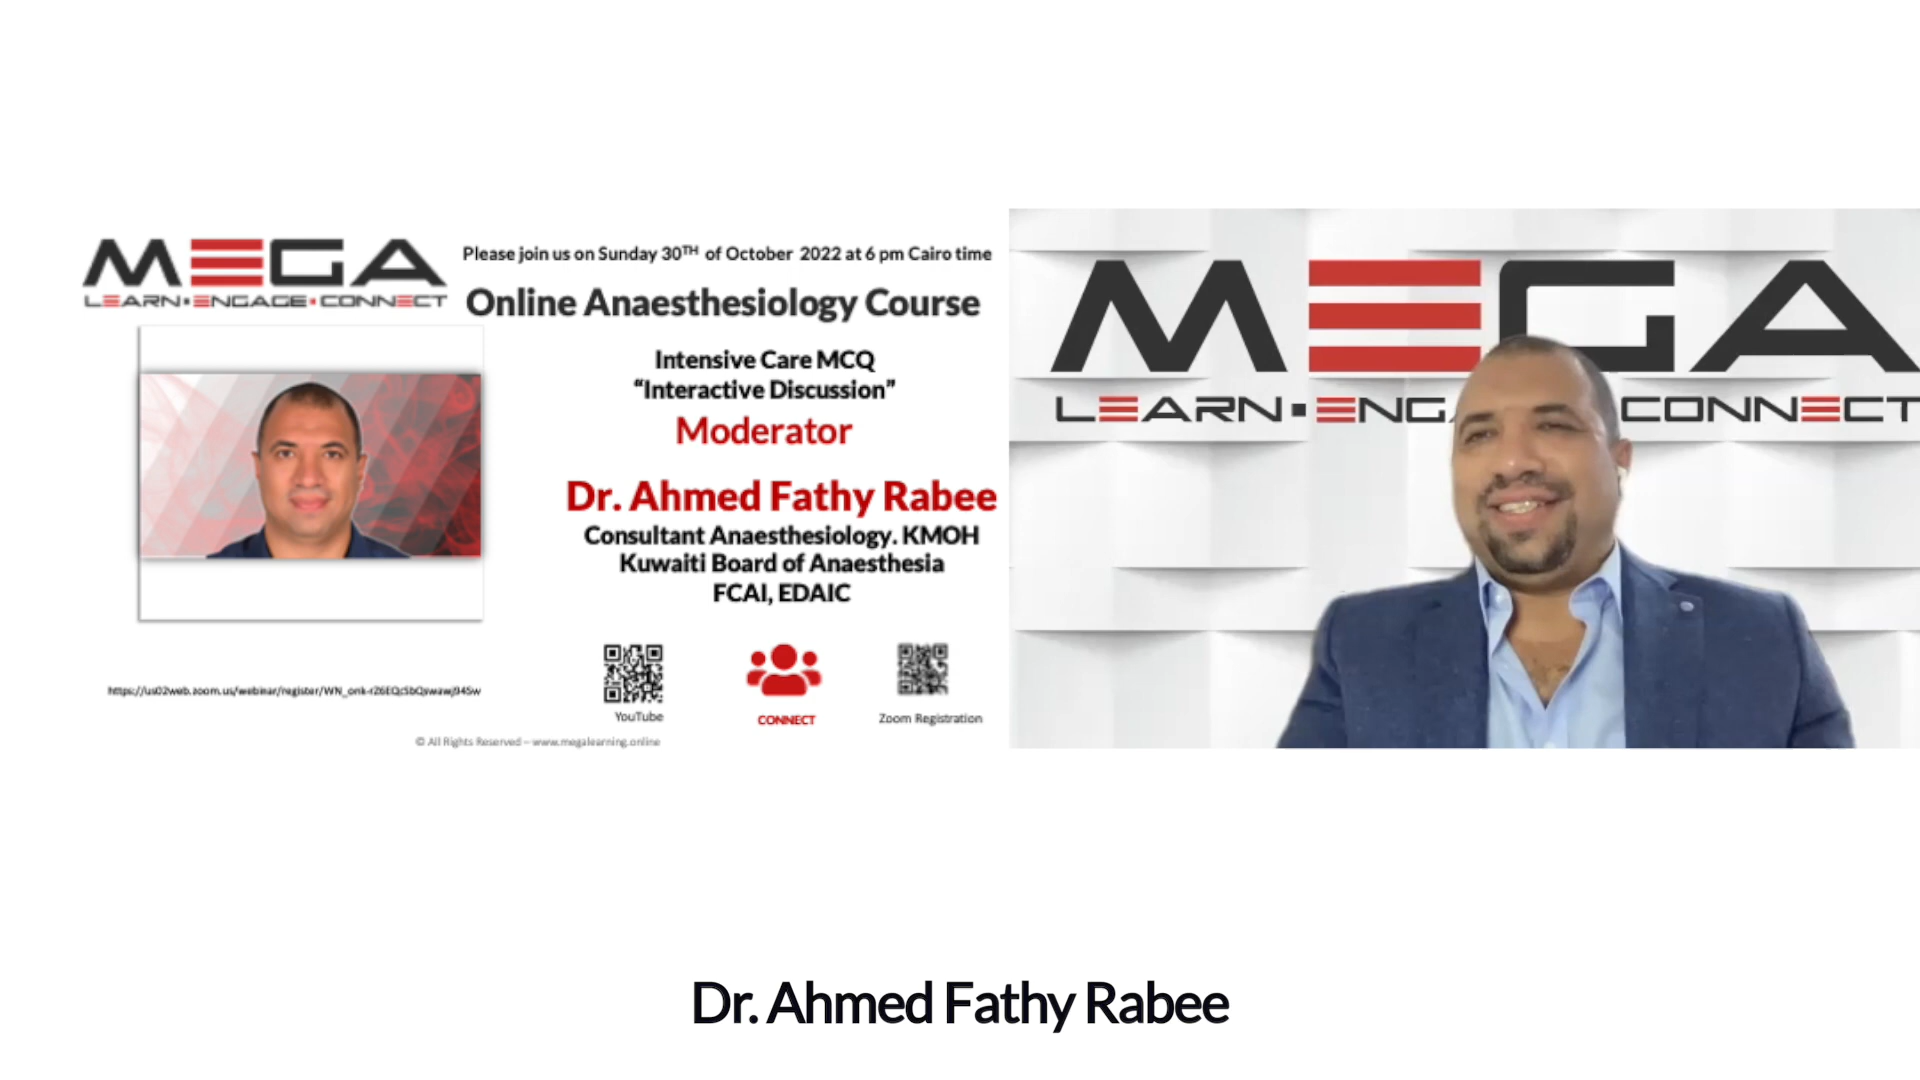 MEGA
LEARN▪ENGAGE▪CONNECT
Please join us on Sunday 30TH of October 2022 at 6 pm Cairo time
Online Anaesthesiology Course
Intensive Care MCQ
“Interactive Discussion”
Moderator
Dr. Ahmed Fathy Rabee
Consultant Anaesthesiology. KMOH
Kuwaiti Board of Anaesthesia
FCAI, EDAIC
YouTube
CONNECT
Zoom Registration
© All Rights Reserved – www.megalearning.online
MEGA
LEARN▪ENG CONNECT
Dr. Ahmed Fathy Rabee